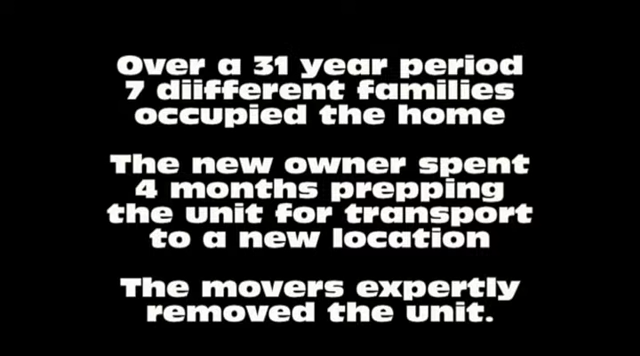 Over a 31 year period
7 diifferent families
occupied the home
The new owner spent
4 months prepping
the unit for transport
to a new location
The movers expertly
removed the unit.